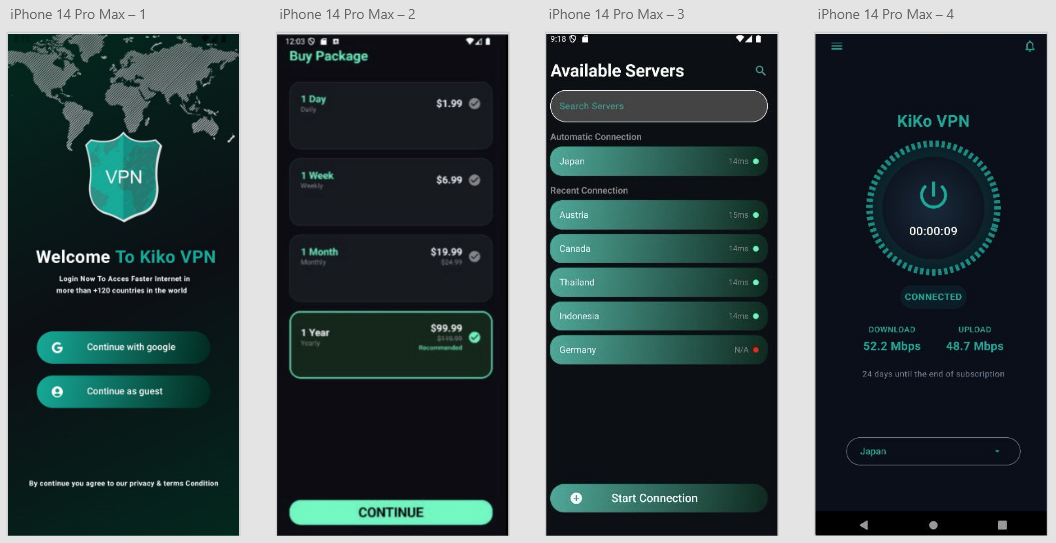 iPhone 14 Pro Max – 1
VPN
Welcome To Kiko VPN
Login Now To Acces Faster Internet in
more than +120 countries in the world
Continue with google
Continue as guest
By continue you agree to our privacy & terms Condition
iPhone 14 Pro Max – 2
12:03
Buy Package
1 Day
$1.99
Daily
1 Week
$6.99
Weekly
1 Month
$19.99
Monthly
$24.99
1 Year
$99.99
Yearly
Recommended
CONTINUE
iPhone 14 Pro Max – 3
9:18
Available Servers
Search Servers
Automatic Connection
Japan 14ms
Recent Connection
Austria 15ms
Canada 14ms
Thailand 14ms
Indonesia 14ms
Germany N/A
Start Connection
iPhone 14 Pro Max – 4
KiKo VPN
00:00:09
CONNECTED
DOWNLOAD UPLOAD
52.2 Mbps 48.7 Mbps
24 days until the end of subscription
Japan